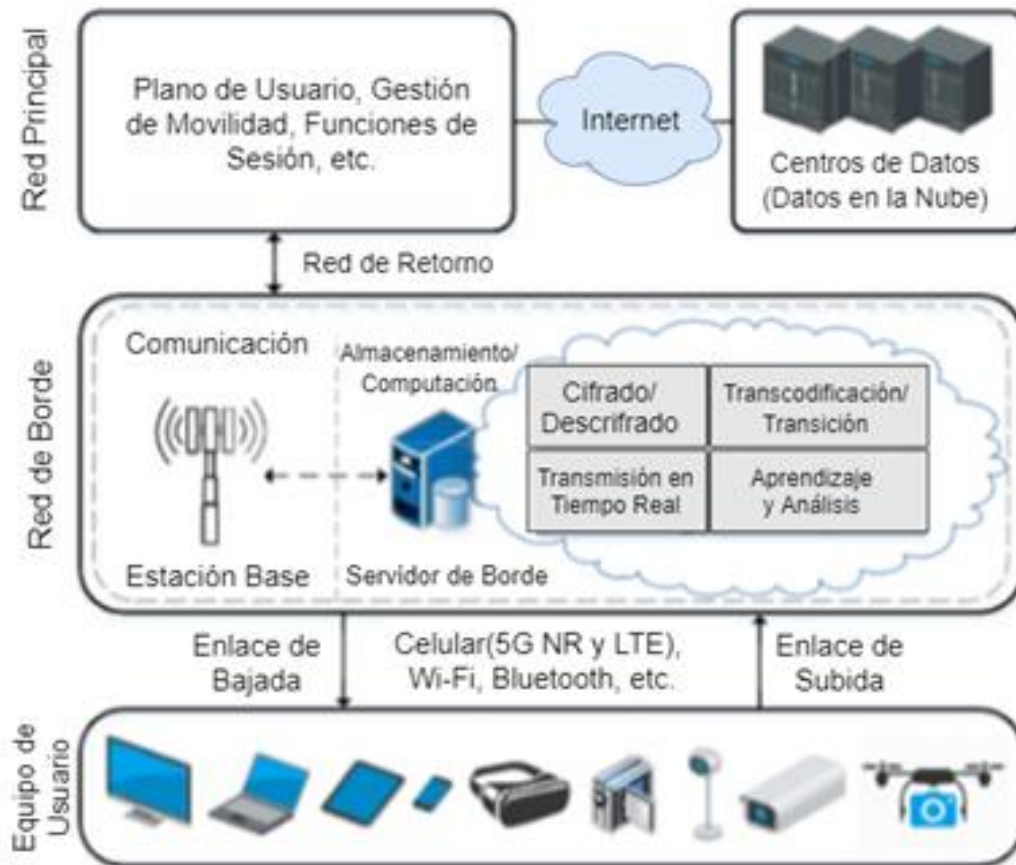 Red Principal
Plano de Usuario, Gestión
de Movilidad, Funciones de
Sesión, etc.
Internet
Centros de Datos
(Datos en la Nube)
Red de Retorno
Red de Borde
Comunicación
Estación Base
Almacenamiento/
Computación
Servidor de Borde
Cifrado/
Descrifrado
Transcodificación/
Transición
Transmisión en
Tiempo Real
Aprendizaje
y Análisis
Enlace de
Bajada
Celular(5G NR y LTE),
Wi-Fi, Bluetooth, etc.
Enlace de
Subida
Equipo de
Usuario